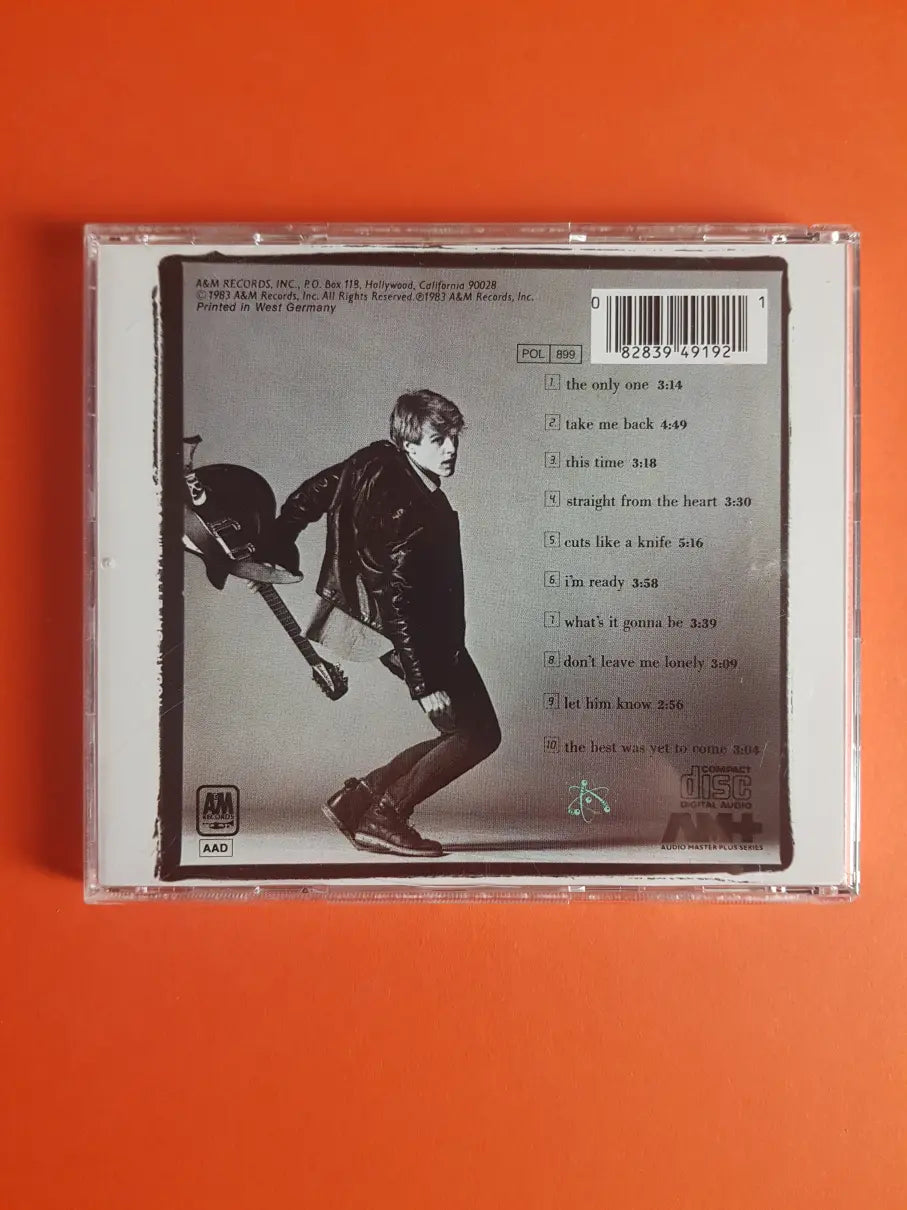 A&M RECORDS, INC., P.O. Box 118, Hollywood, California 90028
© 1983 A&M Records, Inc. All Rights Reserved. ℗1983 A&M Records, Inc.
Printed in West Germany
0 82839 49192 1
POL 899
1. the only one 3:14
2. take me back 4:49
3. this time 3:18
4. straight from the heart 3:30
5. cuts like a knife 5:16
6. i'm ready 3:58
7. what's it gonna be 3:39
8. don't leave me lonely 3:09
9. let him know 2:56
10. the best was yet to come 3:04
A&M
RECORDS
AAD
COMPACT
disc
DIGITAL AUDIO
AM+
AUDIO MASTER PLUS SERIES